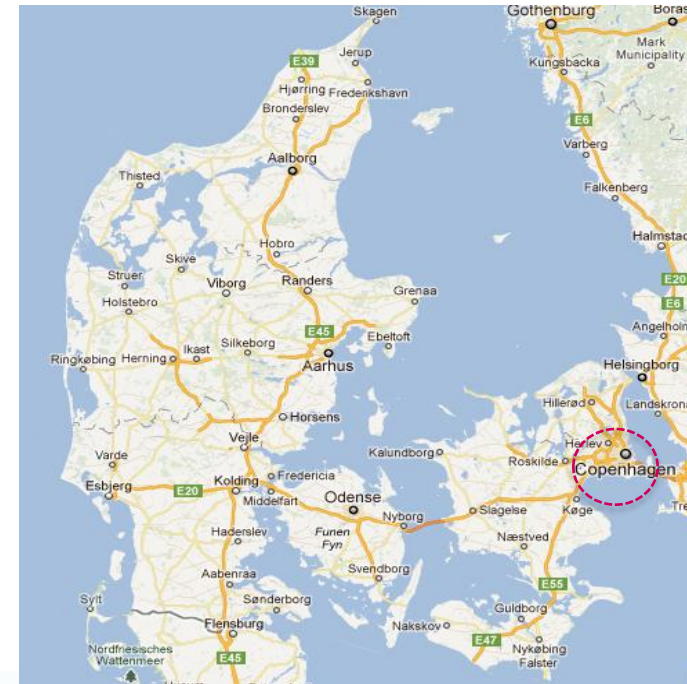 Skagen
Gothenburg
Borås
E39
Jerup
Mark
Municipality
Kungsbacka
Hjørring
Frederikshavn
Bronderslev
E6
Varberg
Aalborg
Thisted
Falkenberg
Halmstad
Hobro
Skive
Struer
Viborg
Randers
E20
Grenaa
Holstebro
E6
Angelholm
E45
Ebeltoft
Silkeborg
Ikast
Ringkøbing
Herning
Aarhus
Helsingborg
Hillerød
Landskrona
Horsens
Vejle
Herlev
Kalundborg
Roskilde
Varde
Copenhagen
Fredericia
Kolding
Esbjerg
E20
Middelfart
Odense
Nyborg
Slagelse
Køge
Tre
Haderslev
Funen
Fyn
Næstved
Svendborg
Aabenraa
E55
Sylt
Sønderborg
Guldborg
Flensburg
Nakskov
E47
Nykøbing
Falster
Nordfriesisches
Wattenmeer
E45